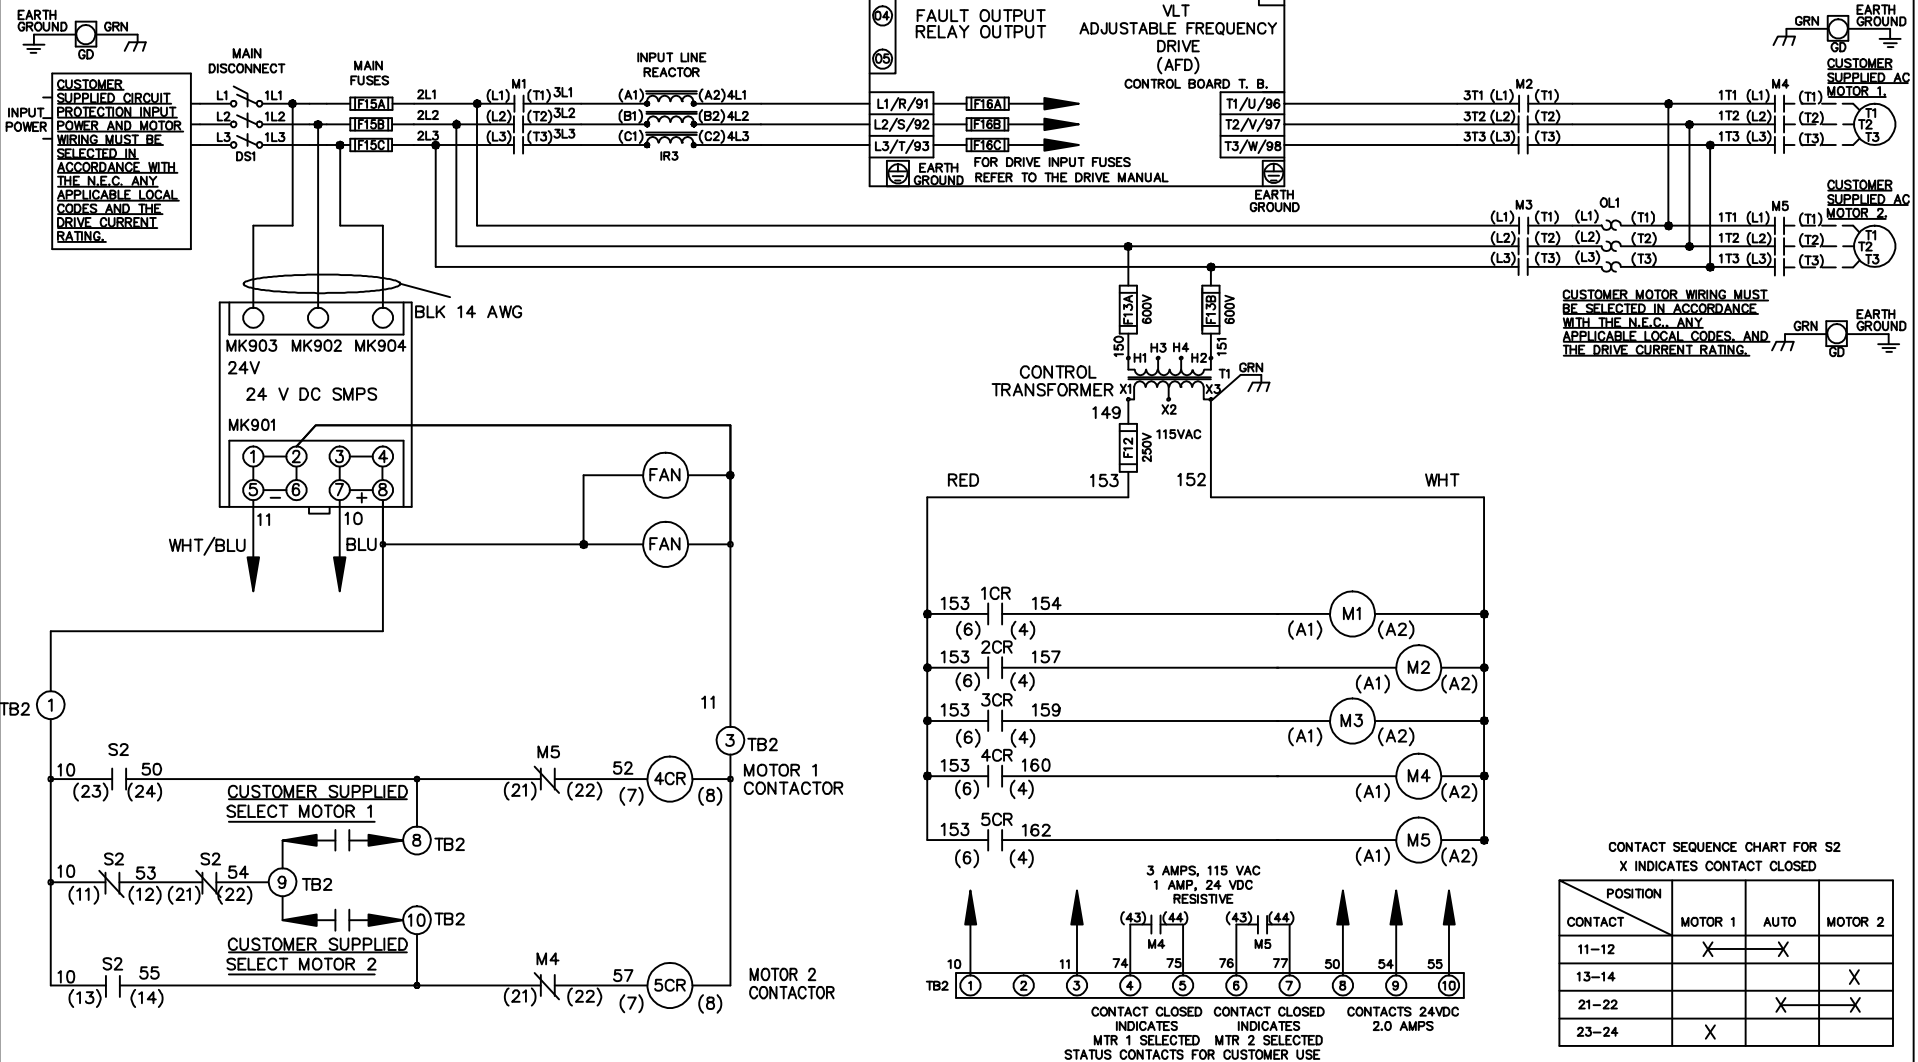 EARTH
GROUND
GRN
GD
MAIN
DISCONNECT
MAIN
FUSES
INPUT LINE
REACTOR
04
05
FAULT OUTPUT
RELAY OUTPUT
VLT
ADJUSTABLE FREQUENCY
DRIVE
(AFD)
CONTROL BOARD T. B.
GRN
GD
EARTH
GROUND
CUSTOMER
SUPPLIED AC
MOTOR 1.
INPUT
POWER
CUSTOMER
SUPPLIED CIRCUIT
PROTECTION INPUT
POWER AND MOTOR
WIRING MUST BE
SELECTED IN
ACCORDANCE WITH
THE N.E.C. ANY
APPLICABLE LOCAL
CODES AND THE
DRIVE CURRENT
RATING.
L1 1L1 F15A 2L1 (L1) M1 (T1) 3L1 (A1) (A2) 4L1 L1/R/91 F16A T1/U/96 3T1 (L1) M2 (T1) 1T1 (L1) M4 (T1) T1
L2 1L2 F15B 2L2 (L2) (T2) 3L2 (B1) (B2) 4L2 L2/S/92 F16B T2/V/97 3T2 (L2) (T2) 1T2 (L2) (T2) T2
L3 1L3 F15C 2L3 (L3) (T3) 3L3 (C1) (C2) 4L3 L3/T/93 F16C T3/W/98 3T3 (L3) (T3) 1T3 (L3) (T3) T3
DS1
IR3
EARTH
GROUND
FOR DRIVE INPUT FUSES
REFER TO THE DRIVE MANUAL
EARTH
GROUND
CUSTOMER
SUPPLIED AC
MOTOR 2.
(L1) M3 (T1) (L1) OL1 (T1) 1T1 (L1) M5 (T1) T1
(L2) (T2) (L2) (T2) 1T2 (L2) (T2) T2
(L3) (T3) (L3) (T3) 1T3 (L3) (T3) T3
CUSTOMER MOTOR WIRING MUST
BE SELECTED IN ACCORDANCE
WITH THE N.E.C., ANY
APPLICABLE LOCAL CODES, AND
THE DRIVE CURRENT RATING.
GRN
GD
EARTH
GROUND
BLK 14 AWG
MK903 MK902 MK904
24V
24 V DC SMPS
MK901
1 2 3 4
5 - 6 7 + 8
11
10
WHT/BLU
BLU
FAN
FAN
F13A
600V
F13B
600V
150
151
H1 H3 H4 H2
CONTROL
TRANSFORMER
T1
GRN
X1 X2 X3
149
F12
250V
115VAC
153
152
RED
WHT
153 1CR 154 M1
(6) (4) (A1) (A2)
153 2CR 157 M2
(6) (4) (A1) (A2)
153 3CR 159 M3
(6) (4) (A1) (A2)
153 4CR 160 M4
(6) (4) (A1) (A2)
153 5CR 162 M5
(6) (4) (A1) (A2)
TB2 1
11
3 TB2
10 S2 50 M5 52 4CR
(23) (24) (21) (22) (7) (8)
MOTOR 1
CONTACTOR
CUSTOMER SUPPLIED
SELECT MOTOR 1
8 TB2
10 S2 53 S2 54 9 TB2
(11) (12) (21) (22)
10 TB2
CUSTOMER SUPPLIED
SELECT MOTOR 2
10 S2 55 M4 57 5CR
(13) (14) (21) (22) (7) (8)
MOTOR 2
CONTACTOR
3 AMPS, 115 VAC
1 AMP, 24 VDC
RESISTIVE
(43) (44) (43) (44)
M4 M5
10 11 74 75 76 77 50 54 55
TB2 1 2 3 4 5 6 7 8 9 10
CONTACT CLOSED
INDICATES
MTR 1 SELECTED
CONTACT CLOSED
INDICATES
MTR 2 SELECTED
STATUS CONTACTS FOR CUSTOMER USE
CONTACTS 24VDC
2.0 AMPS
CONTACT SEQUENCE CHART FOR S2
X INDICATES CONTACT CLOSED
POSITION
CONTACT MOTOR 1 AUTO MOTOR 2
11-12 X X
13-14 X
21-22 X X
23-24 X